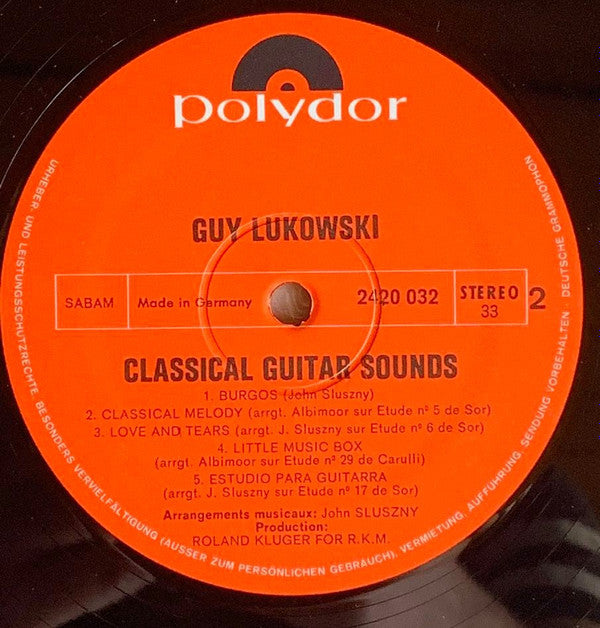 polydor
GUY LUKOWSKI
SABAM
Made in Germany
2420 032
STEREO
33
2
CLASSICAL GUITAR SOUNDS
1. BURGOS (John Sluszny)
2. CLASSICAL MELODY (arrgt. Albimoor sur Etude nº 5 de Sor)
3. LOVE AND TEARS (arrgt. J. Sluszny sur Etude nº 6 de Sor)
4. LITTLE MUSIC BOX
(arrgt. Albimoor sur Etude nº 29 de Carulli)
5. ESTUDIO PARA GUITARRA
(arrgt. J. Sluszny sur Etude nº 17 de Sor)
Arrangements musicaux: John SLUSZNY
Production:
ROLAND KLUGER FOR R.K.M.
URHEBER- UND LEISTUNGSSCHUTZRECHTE, BESONDERS VERVIELFÄLTIGUNG (AUSSER ZUM PERSÖNLICHEN GEBRAUCH), VERMIETUNG, AUFFÜHRUNG, SENDUNG VORBEHALTEN · DEUTSCHE GRAMMOPHON